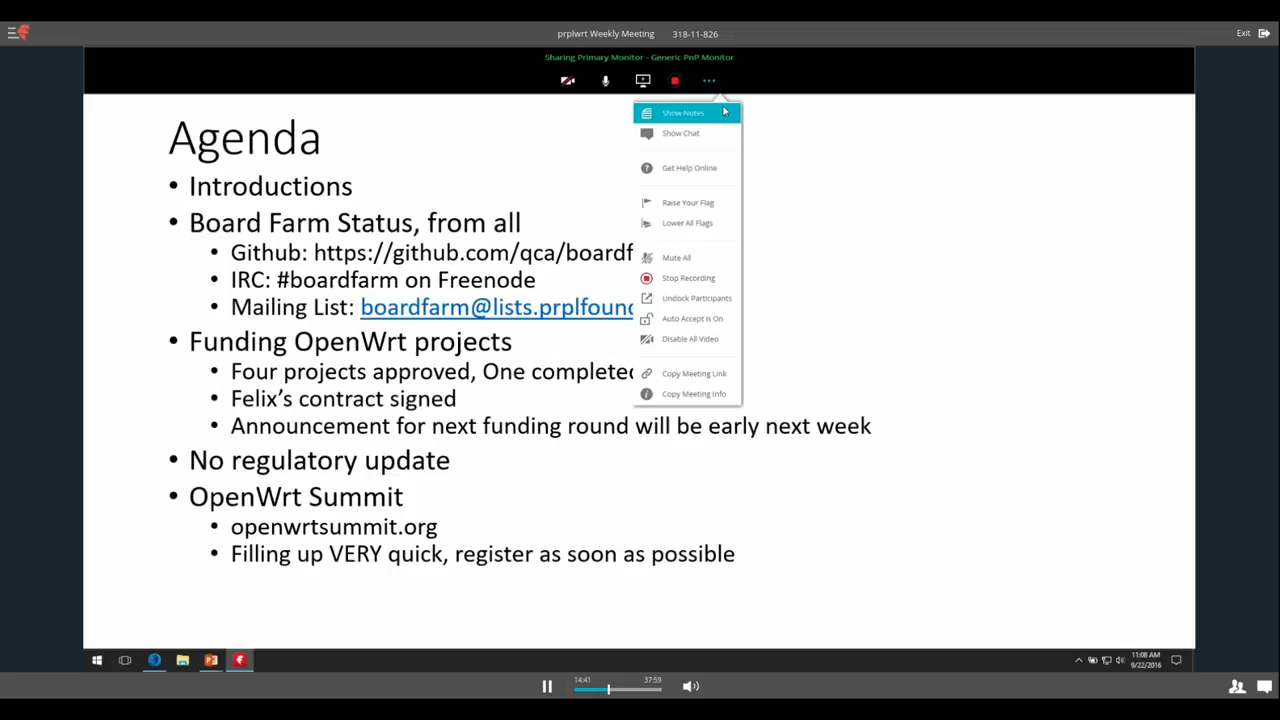 prplwrt Weekly Meeting 318-11-826 Exit
Sharing Primary Monitor - Generic PnP Monitor
Show Notes
Show Chat
Get Help Online
Raise Your Flag
Lower All Flags
Mute All
Stop Recording
Undock Participants
Auto Accept is On
Disable All Video
Copy Meeting Link
Copy Meeting Info
Agenda
• Introductions
• Board Farm Status, from all
• Github: https://github.com/qca/boardf
• IRC: #boardfarm on Freenode
• Mailing List: boardfarm@lists.prplfound
• Funding OpenWrt projects
• Four projects approved, One completed
• Felix's contract signed
• Announcement for next funding round will be early next week
• No regulatory update
• OpenWrt Summit
• openwrtsummit.org
• Filling up VERY quick, register as soon as possible
11:08 AM
9/22/2016
14:41 37:59